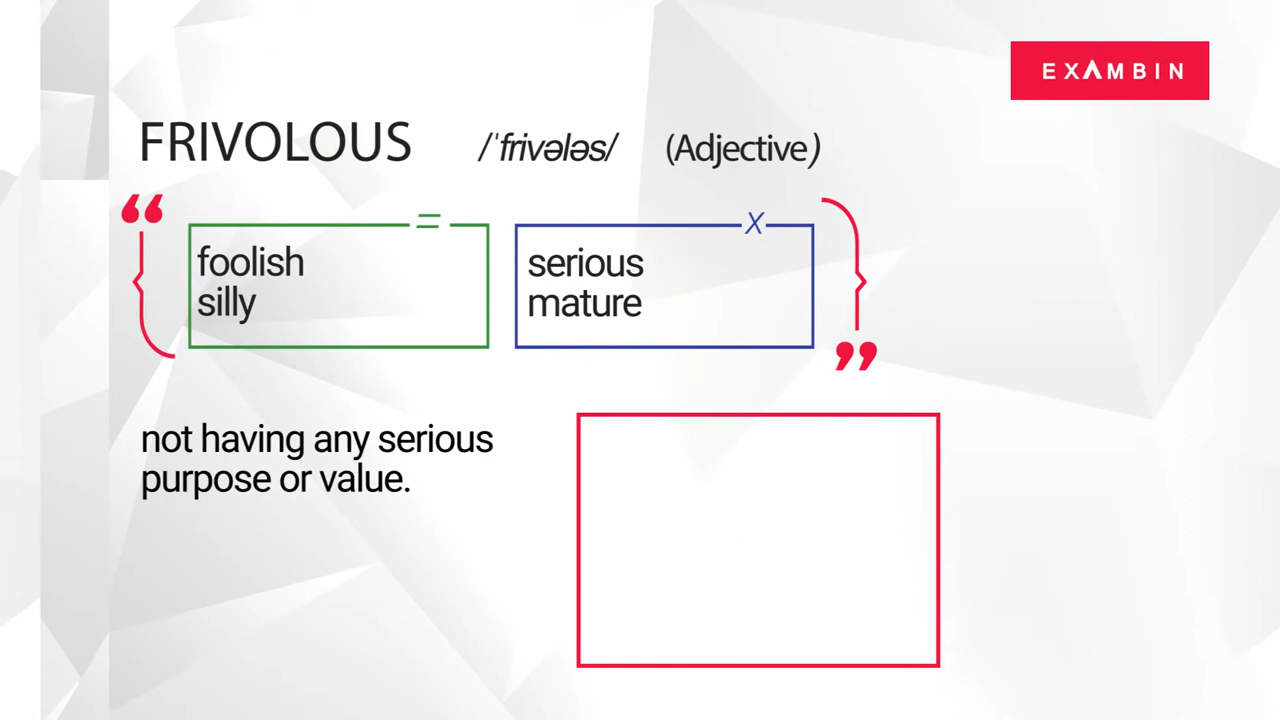 EXAMBIN
FRIVOLOUS /ˈfrivələs/ (Adjective)
“
= X
foolish serious
silly mature
”
not having any serious
purpose or value.